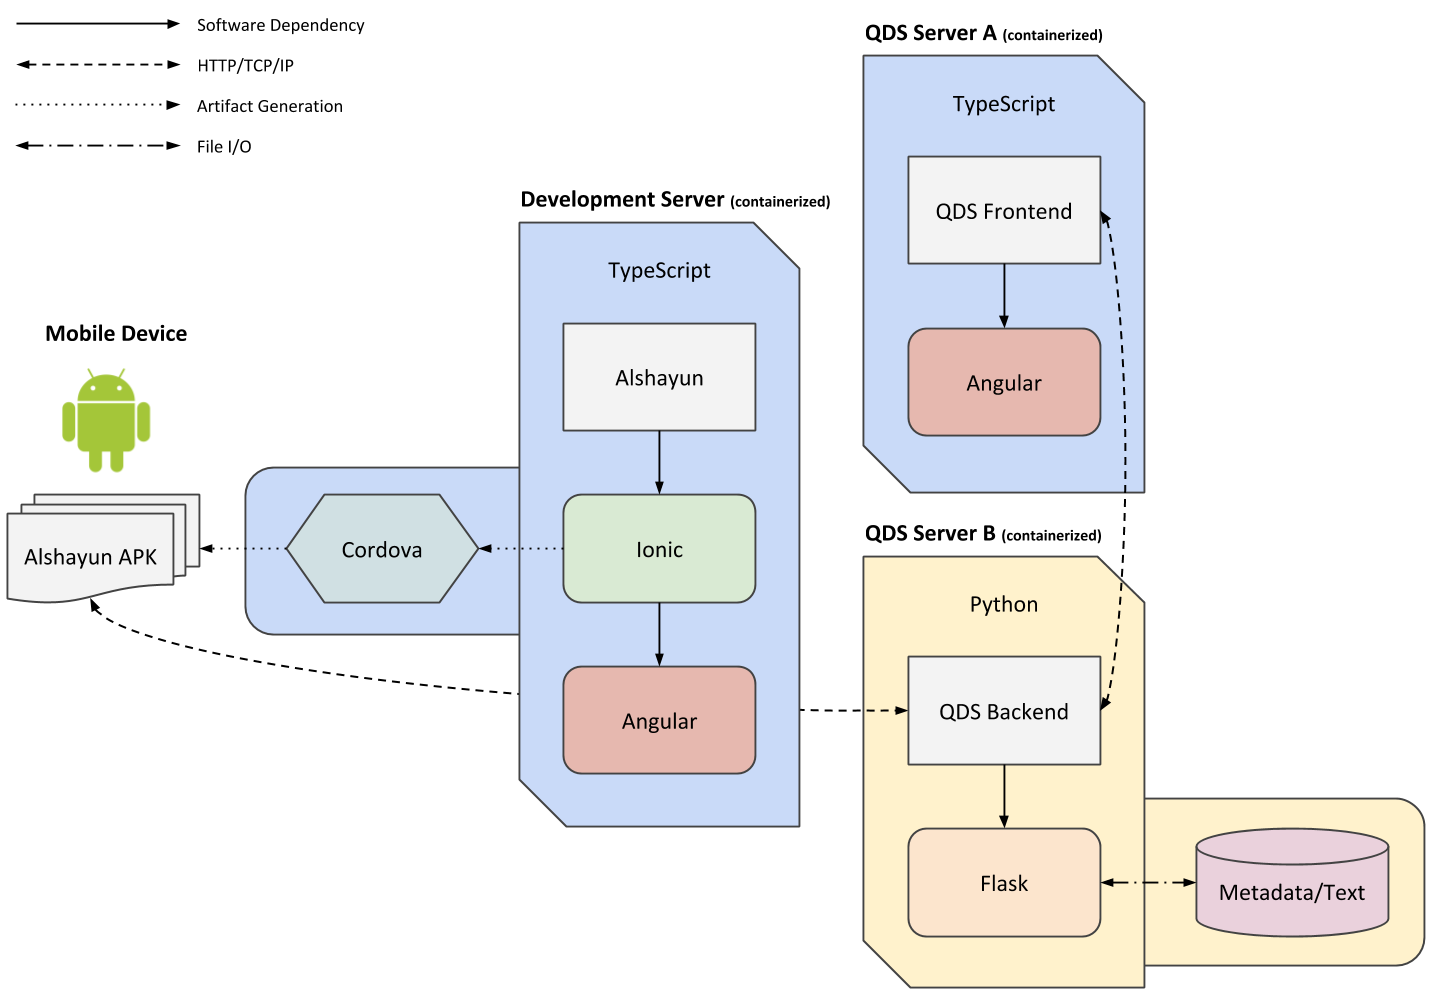 Software Dependency
HTTP/TCP/IP
Artifact Generation
File I/O
QDS Server A (containerized)
TypeScript
QDS Frontend
Angular
Development Server (containerized)
TypeScript
Alshayun
Ionic
Angular
Cordova
Mobile Device
Alshayun APK
QDS Server B (containerized)
Python
QDS Backend
Flask
Metadata/Text